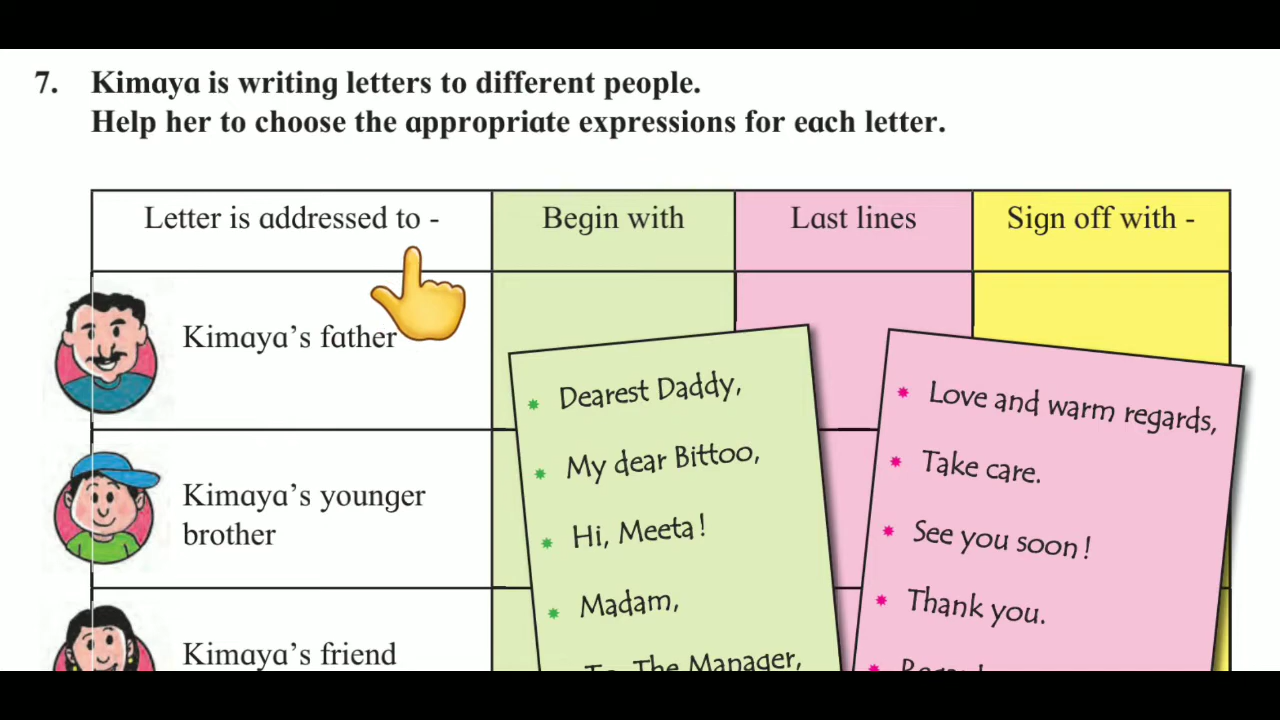 7. Kimaya is writing letters to different people.
Help her to choose the appropriate expressions for each letter.
Letter is addressed to -
Begin with
Last lines
Sign off with -
Kimaya's father
Kimaya's younger
brother
Kimaya's friend
Dearest Daddy,
My dear Bittoo,
Hi, Meeta!
Madam,
The Manager,
Love and warm regards,
Take care.
See you soon!
Thank you.